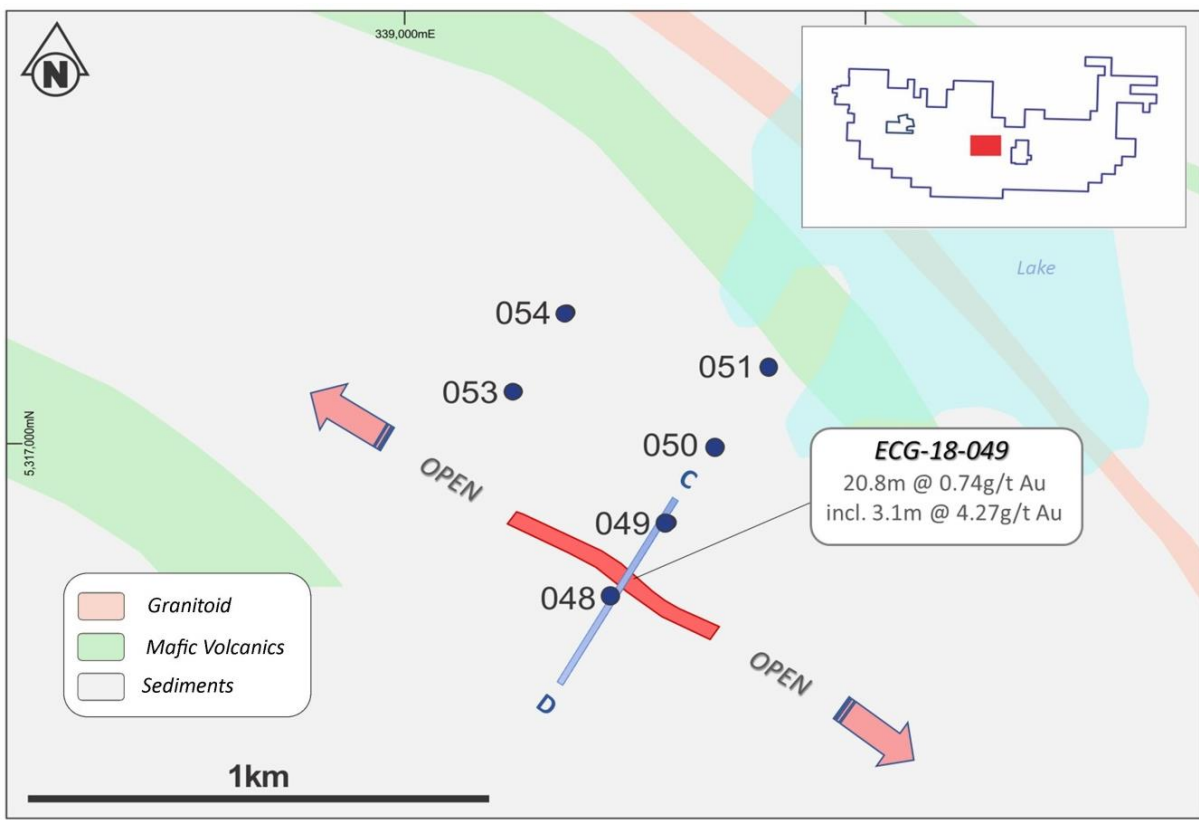 339,000mE
N
Lake
054
051
053
5,317,000mN
050
OPEN
C
ECG-18-049
20.8m @ 0.74g/t Au
incl. 3.1m @ 4.27g/t Au
049
048
Granitoid
Mafic Volcanics
Sediments
OPEN
D
1km